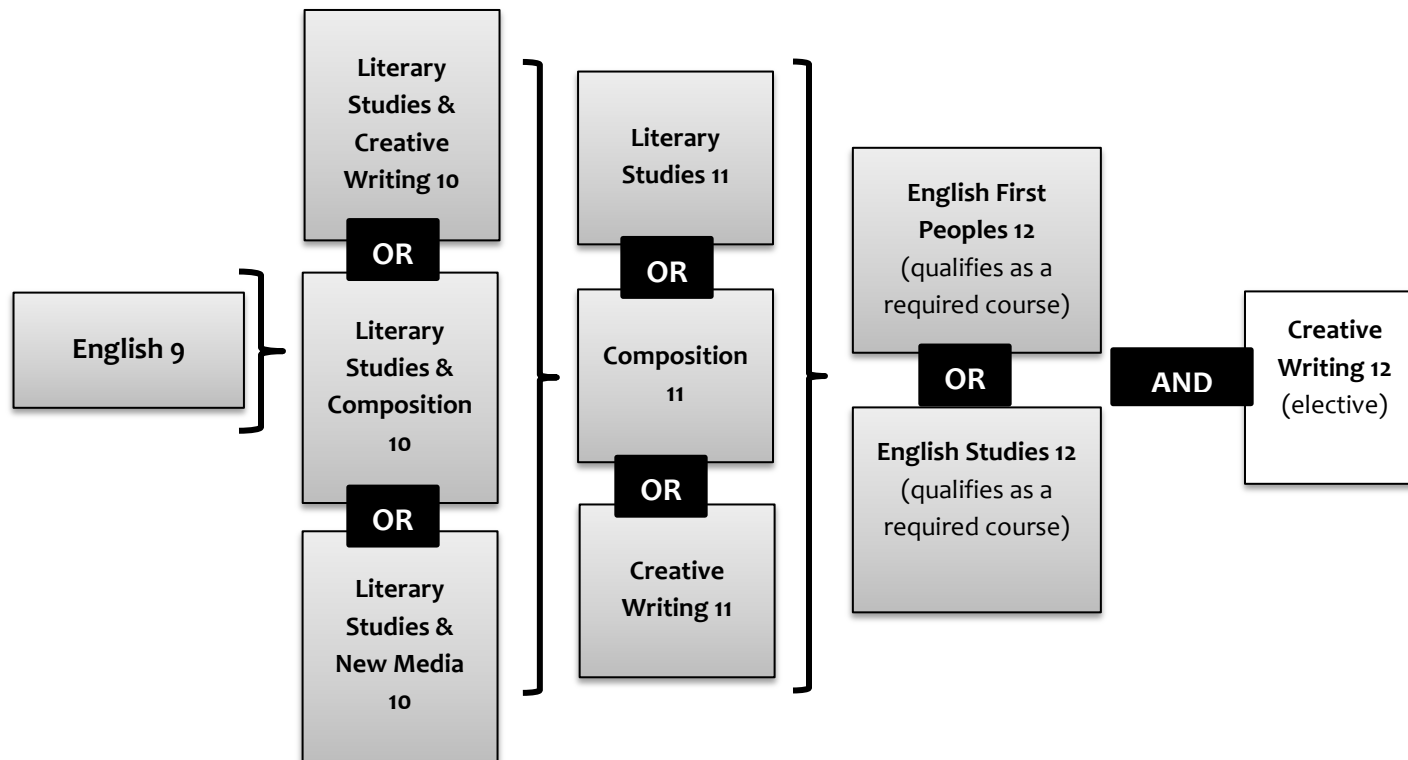 English 9
Literary
Studies &
Creative
Writing 10
OR
Literary
Studies &
Composition
10
OR
Literary
Studies &
New Media
10
Literary
Studies 11
OR
Composition
11
OR
Creative
Writing 11
English First
Peoples 12
(qualifies as a
required course)
OR
English Studies 12
(qualifies as a
required course)
AND
Creative
Writing 12
(elective)